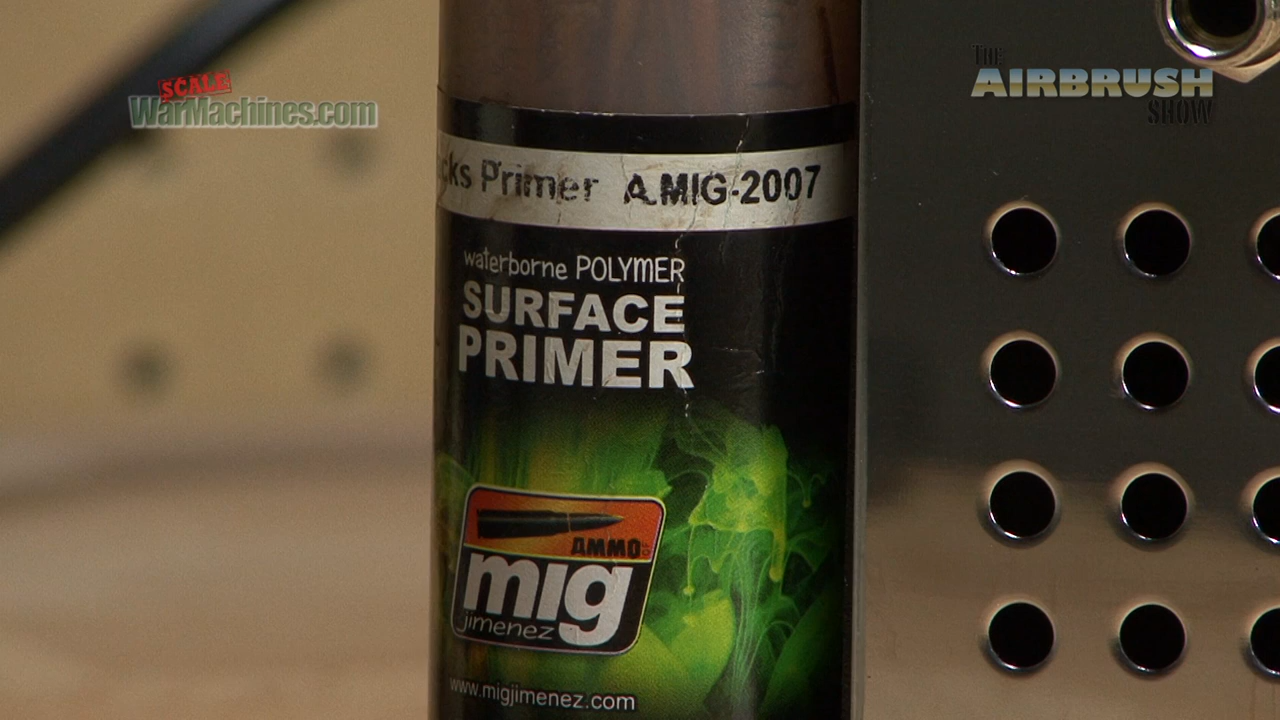 SCALE
WarMachines.com
THE
AIRBRUSH
SHOW
cks Primer A.MIG-2007
waterborne POLYMER
SURFACE
PRIMER
AMMO
mig
jimenez
www.migjimenez.com